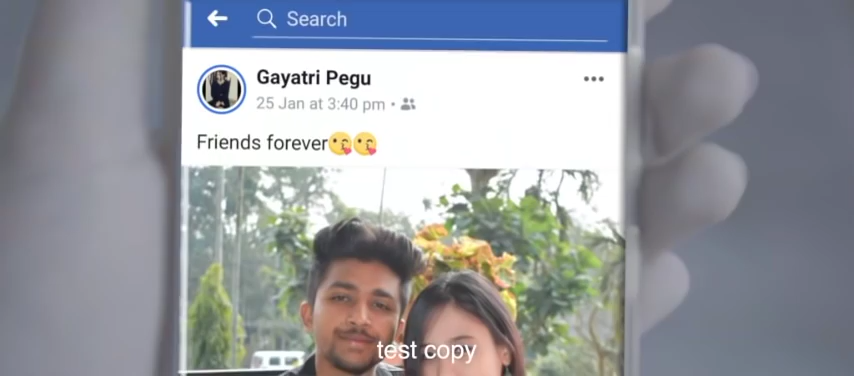 Search
Gayatri Pegu
25 Jan at 3:40 pm •
Friends forever😘😘
test copy